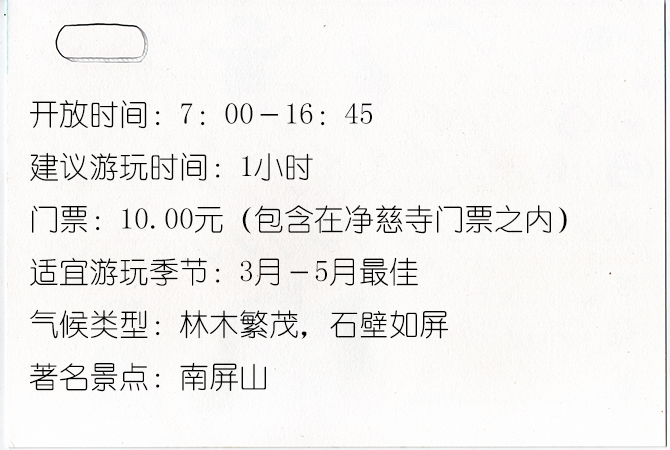 开放时间：7：00－16：45
建议游玩时间：1小时
门票：10.00元（包含在净慈寺门票之内）
适宜游玩季节：3月－5月最佳
气候类型：林木繁茂，石壁如屏
著名景点：南屏山